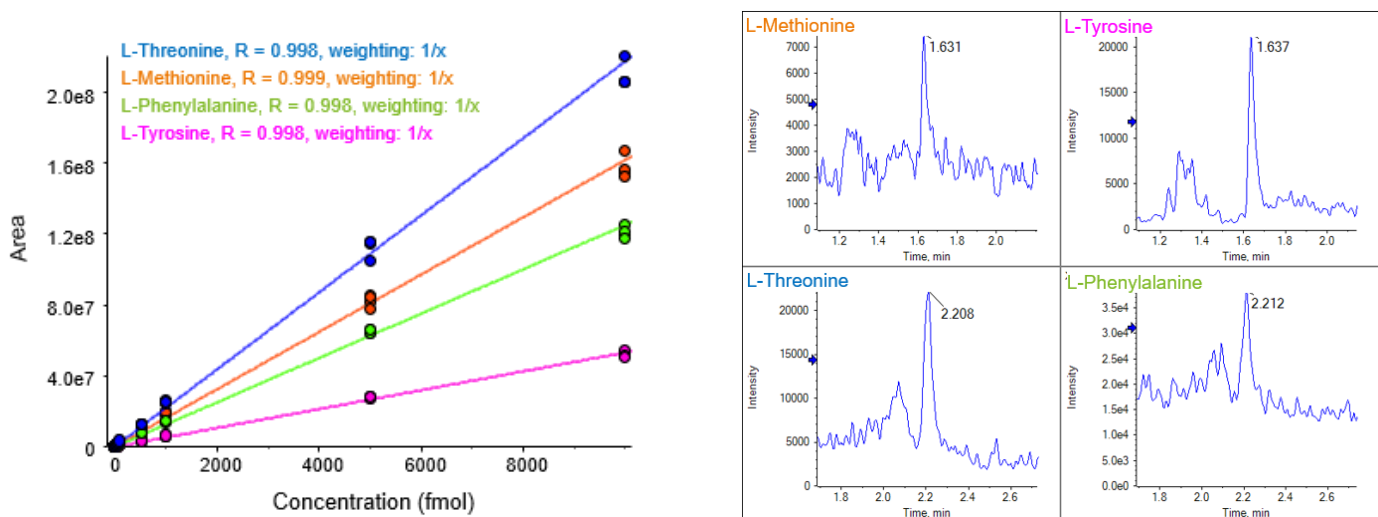 L-Threonine, R = 0.998, weighting: 1/x
L-Methionine, R = 0.999, weighting: 1/x
L-Phenylalanine, R = 0.998, weighting: 1/x
L-Tyrosine, R = 0.998, weighting: 1/x
Area
2.0e8
1.6e8
1.2e8
8.0e7
4.0e7
0
0 2000 4000 6000 8000
Concentration (fmol)
L-Methionine
1.631
Intensity
7000
6000
5000
4000
3000
2000
1000
0
1.2 1.4 1.6 1.8 2.0
Time, min
L-Tyrosine
1.637
Intensity
20000
15000
10000
5000
0
1.2 1.4 1.6 1.8 2.0
Time, min
L-Threonine
2.208
Intensity
20000
15000
10000
5000
0
1.8 2.0 2.2 2.4 2.6
Time, min
L-Phenylalanine
2.212
Intensity
3.5e4
3.0e4
2.5e4
2.0e4
1.5e4
1.0e4
5.0e3
0.0e0
1.8 2.0 2.2 2.4 2.6
Time, min